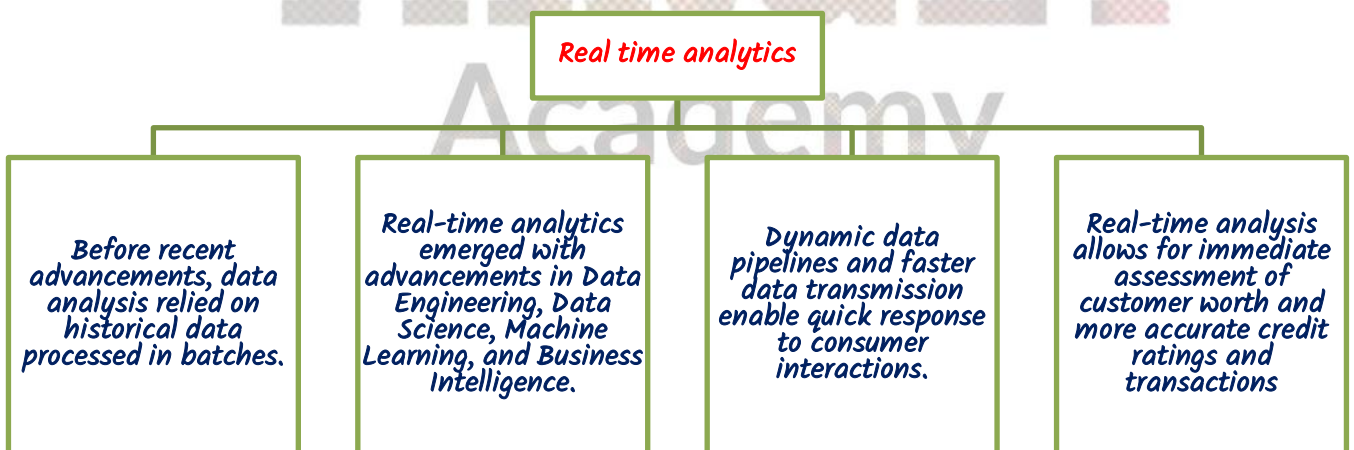 Real time analytics
Academy
Before recent
advancements, data
analysis relied on
historical data
processed in batches.
Real-time analytics
emerged with
advancements in Data
Engineering, Data
Science, Machine
Learning, and Business
Intelligence.
Dynamic data
pipelines and faster
data transmission
enable quick response
to consumer
interactions.
Real-time analysis
allows for immediate
assessment of
customer worth and
more accurate credit
ratings and
transactions